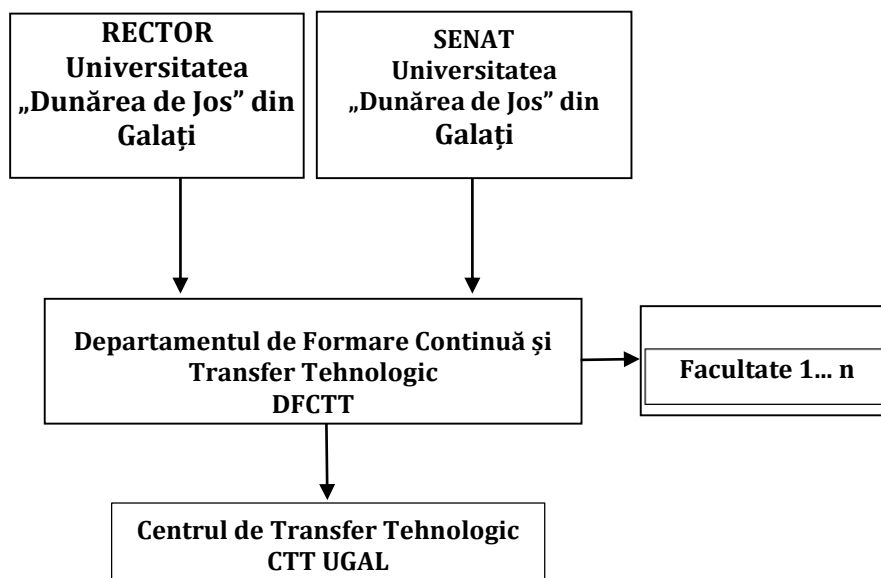 RECTOR
Universitatea
„Dunărea de Jos” din
Galați
SENAT
Universitatea
„Dunărea de Jos” din
Galați
Departamentul de Formare Continuă și
Transfer Tehnologic
DFCTT
Facultate 1... n
Centrul de Transfer Tehnologic
CTT UGAL